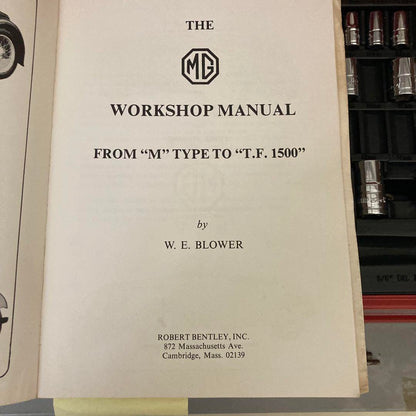 THE
MG
WORKSHOP MANUAL
FROM “M” TYPE TO “T.F. 1500”
by
W. E. BLOWER
ROBERT BENTLEY, INC.
872 Massachusetts Ave.
Cambridge, Mass. 02139